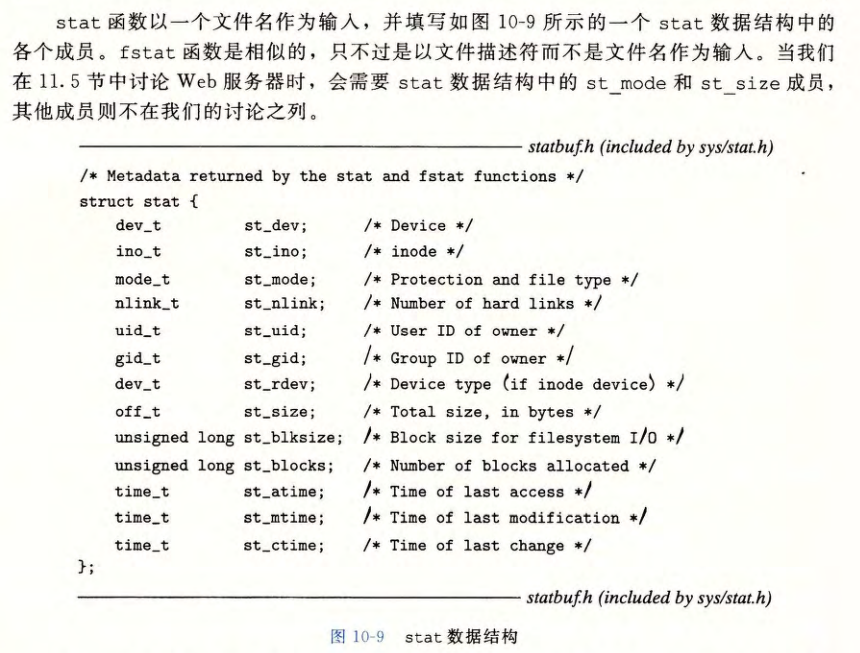 stat 函数以一个文件名作为输入，并填写如图 10-9 所示的一个 stat 数据结构中的
各个成员。fstat 函数是相似的，只不过是以文件描述符而不是文件名作为输入。当我们
在 11.5 节中讨论 Web 服务器时，会需要 stat 数据结构中的 st_mode 和 st_size 成员，
其他成员则不在我们的讨论之列。
statbuf.h (included by sys/stat.h)
/* Metadata returned by the stat and fstat functions */
struct stat {
dev_t st_dev; /* Device */
ino_t st_ino; /* inode */
mode_t st_mode; /* Protection and file type */
nlink_t st_nlink; /* Number of hard links */
uid_t st_uid; /* User ID of owner */
gid_t st_gid; /* Group ID of owner */
dev_t st_rdev; /* Device type (if inode device) */
off_t st_size; /* Total size, in bytes */
unsigned long st_blksize; /* Block size for filesystem I/O */
unsigned long st_blocks; /* Number of blocks allocated */
time_t st_atime; /* Time of last access */
time_t st_mtime; /* Time of last modification */
time_t st_ctime; /* Time of last change */
};
statbuf.h (included by sys/stat.h)
图 10-9 stat 数据结构